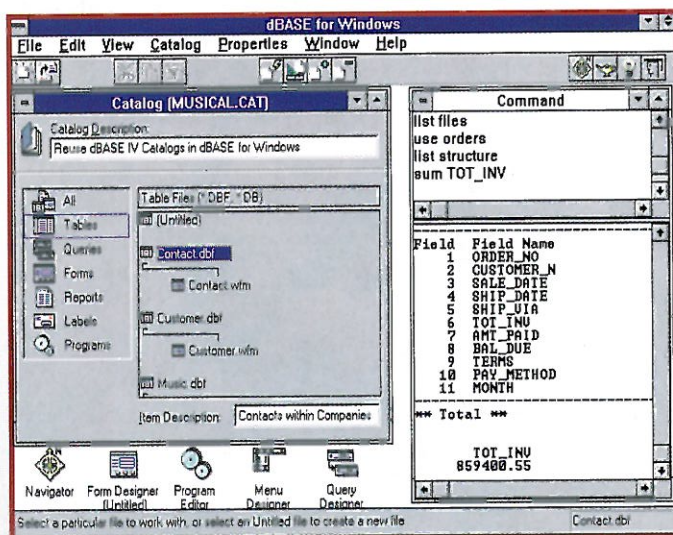 dBASE for Windows
File Edit View Catalog Properties Window Help
Catalog (MUSICAL.CAT)
Catalog Description:
Reuse dBASE IV Catalogs in dBASE for Windows
All
Tables
Queries
Forms
Reports
Labels
Programs
Table Files (*.DBF, *.DB)
(Untitled)
Contact.dbf
Contact.wfm
Customer.dbf
Customer.wfm
Music.dbf
Item Description: Contacts within Companies
Command
list files
use orders
list structure
sum TOT_INV
Field Field Name
1 ORDER_NO
2 CUSTOMER_N
3 SALE_DATE
4 SHIP_DATE
5 SHIP_VIA
6 TOT_INV
7 AMT_PAID
8 BAL_DUE
9 TERMS
10 PAY_METHOD
11 MONTH
** Total **
TOT_INV
859400.55
Navigator
Form Designer (Untitled)
Program Editor
Menu Designer
Query Designer
Select a particular file to work with, or select an Untitled file to create a new file
Contact.dbf